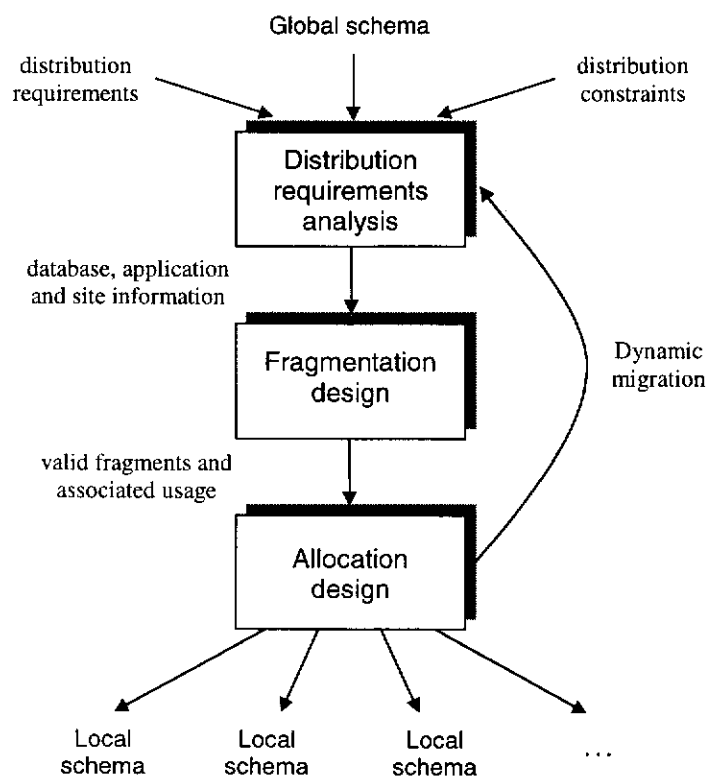 Global schema
distribution
requirements
distribution
constraints
Distribution
requirements
analysis
database, application
and site information
Fragmentation
design
Dynamic
migration
valid fragments and
associated usage
Allocation
design
Local
schema
Local
schema
Local
schema
...